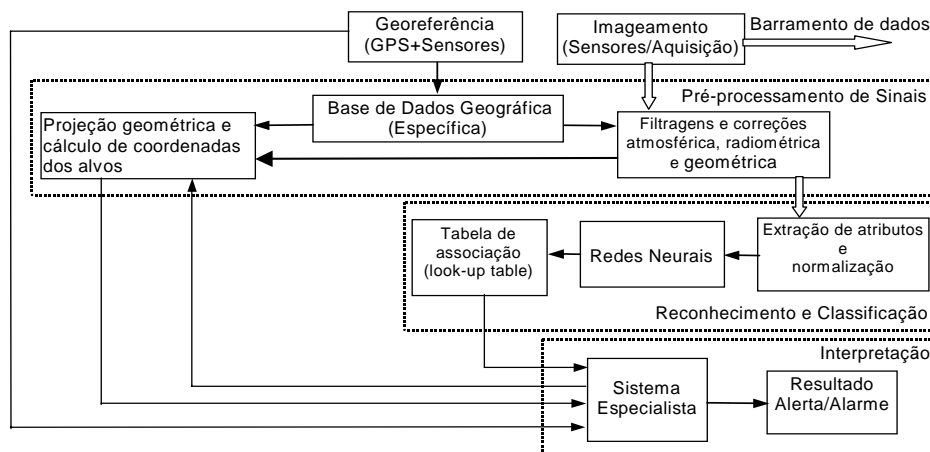 Georeferência
(GPS+Sensores)
Imageamento
(Sensores/Aquisição)
Barramento de dados
Pré-processamento de Sinais
Base de Dados Geográfica
(Específica)
Projeção geométrica e
cálculo de coordenadas
dos alvos
Filtragens e correções
atmosférica, radiométrica
e geométrica
Tabela de
associação
(look-up table)
Redes Neurais
Extração de atributos
e
normalização
Reconhecimento e Classificação
Interpretação
Sistema
Especialista
Resultado
Alerta/Alarme